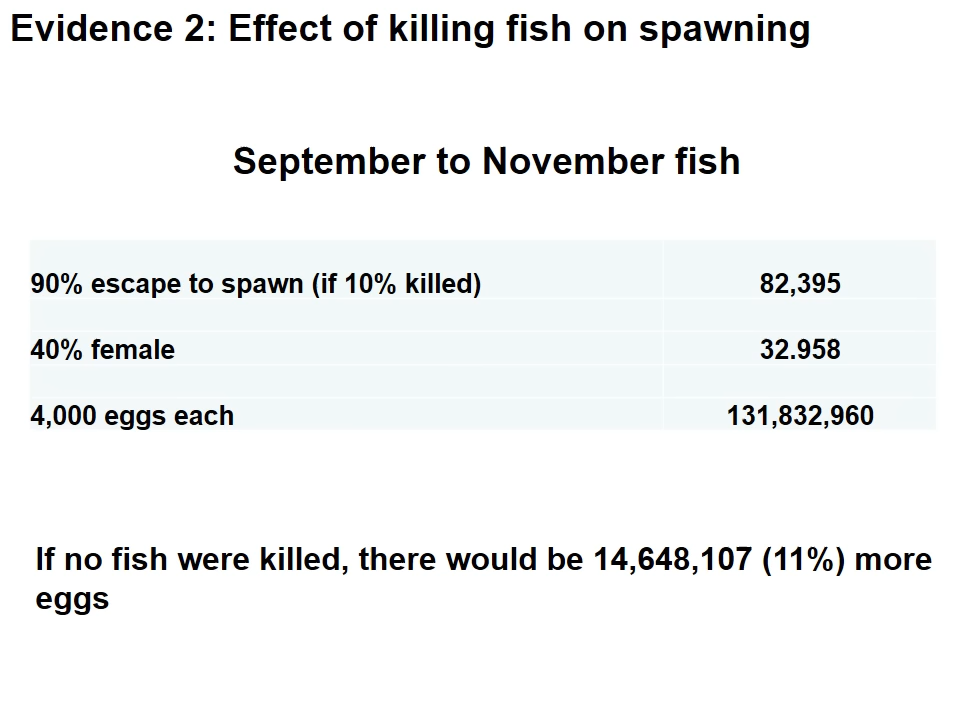 Evidence 2: Effect of killing fish on spawning
September to November fish
90% escape to spawn (if 10% killed) 82,395
40% female 32.958
4,000 eggs each 131,832,960
If no fish were killed, there would be 14,648,107 (11%) more
eggs